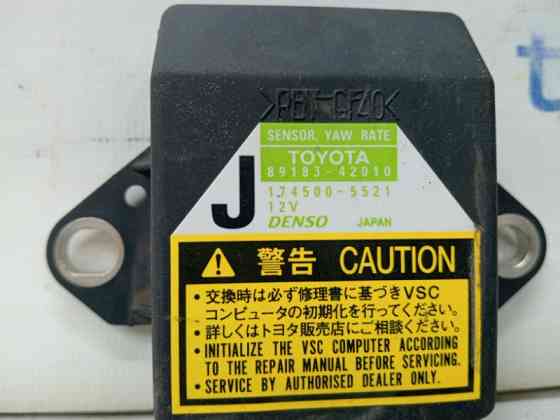 >PBT-GF40<
SENSOR, YAW RATE
TOYOTA
89183-42010
J
174500-5521
12V
DENSO JAPAN
警告 CAUTION
・交換時は必ず修理書に基づきVSC
コンピュータの初期化を行ってください。
・詳しくはトヨタ販売店にご相談ください。
・INITIALIZE THE VSC COMPUTER ACCORDING
TO THE REPAIR MANUAL BEFORE SERVICING.
・SERVICE BY AUTHORISED DEALER ONLY.